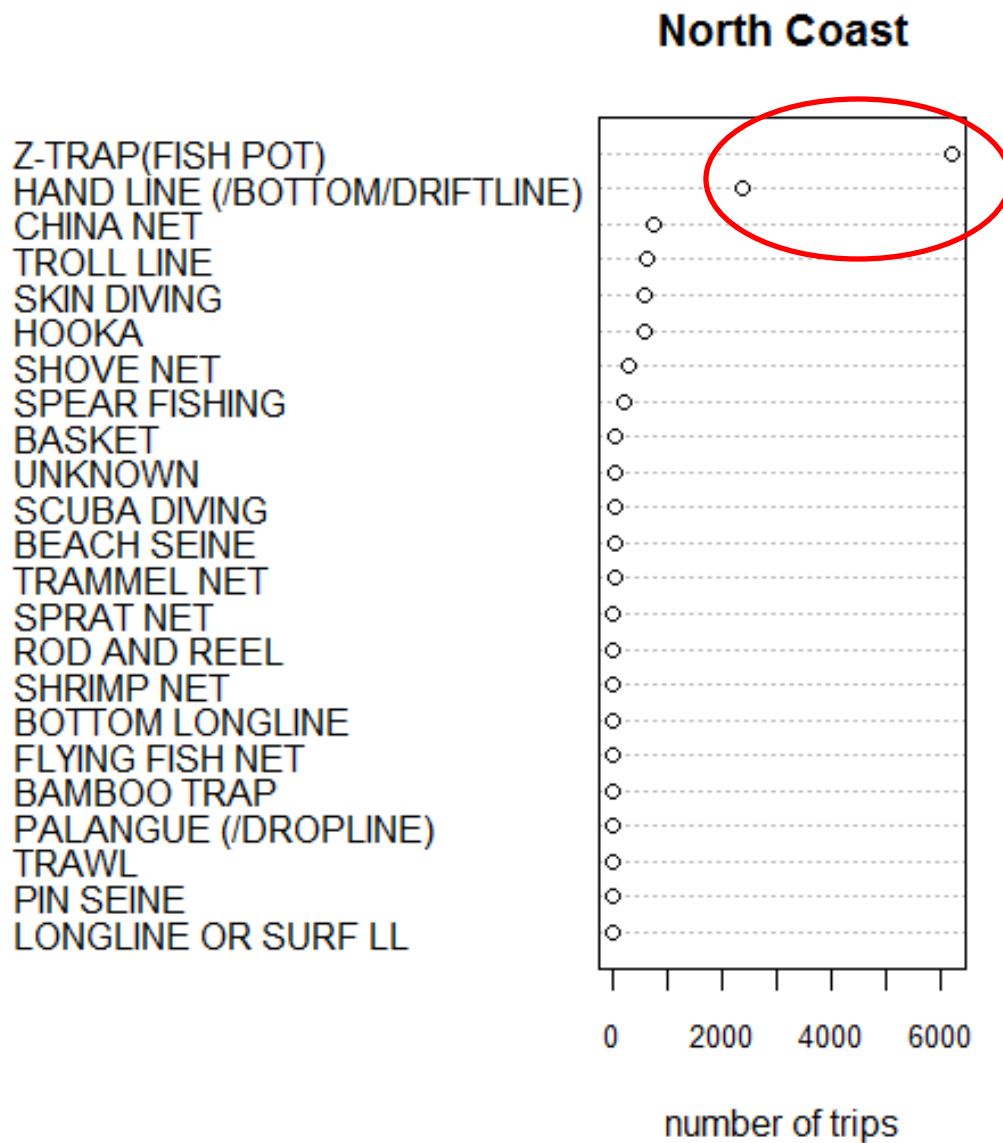 North Coast
Z-TRAP(FISH POT)
HAND LINE (/BOTTOM/DRIFTLINE)
CHINA NET
TROLL LINE
SKIN DIVING
HOOKA
SHOVE NET
SPEAR FISHING
BASKET
UNKNOWN
SCUBA DIVING
BEACH SEINE
TRAMMEL NET
SPRAT NET
ROD AND REEL
SHRIMP NET
BOTTOM LONGLINE
FLYING FISH NET
BAMBOO TRAP
PALANGUE (/DROPLINE)
TRAWL
PIN SEINE
LONGLINE OR SURF LL
0 2000 4000 6000
number of trips